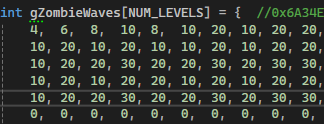 int gZombieWaves[NUM_LEVELS] = {  //0x6A34E
4, 6, 8, 10, 8, 10, 20, 10, 20, 20,
10, 20, 10, 20, 10, 10, 20, 10, 20, 20,
10, 20, 20, 30, 20, 20, 30, 20, 30, 30,
10, 20, 10, 20, 10, 10, 20, 10, 20, 20,
10, 20, 20, 30, 20, 20, 30, 20, 30, 30,
0, 0, 0, 0, 0, 0, 0, 0, 0, 0,